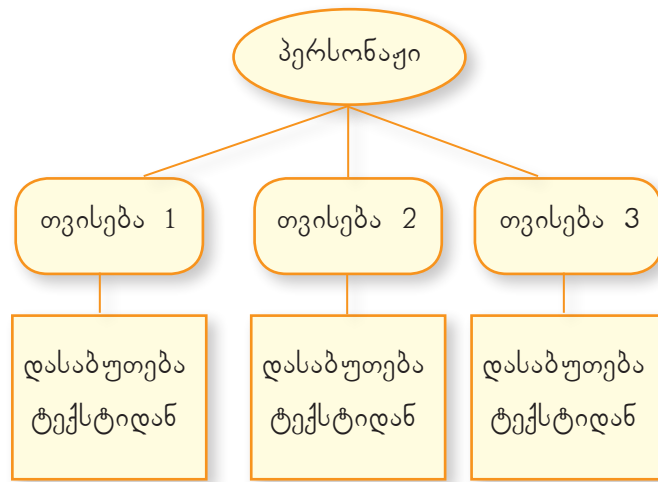 პერსონაჟი
თვისება 1
თვისება 2
თვისება 3
დასაბუთება
ტექსტიდან
დასაბუთება
ტექსტიდან
დასაბუთება
ტექსტიდან